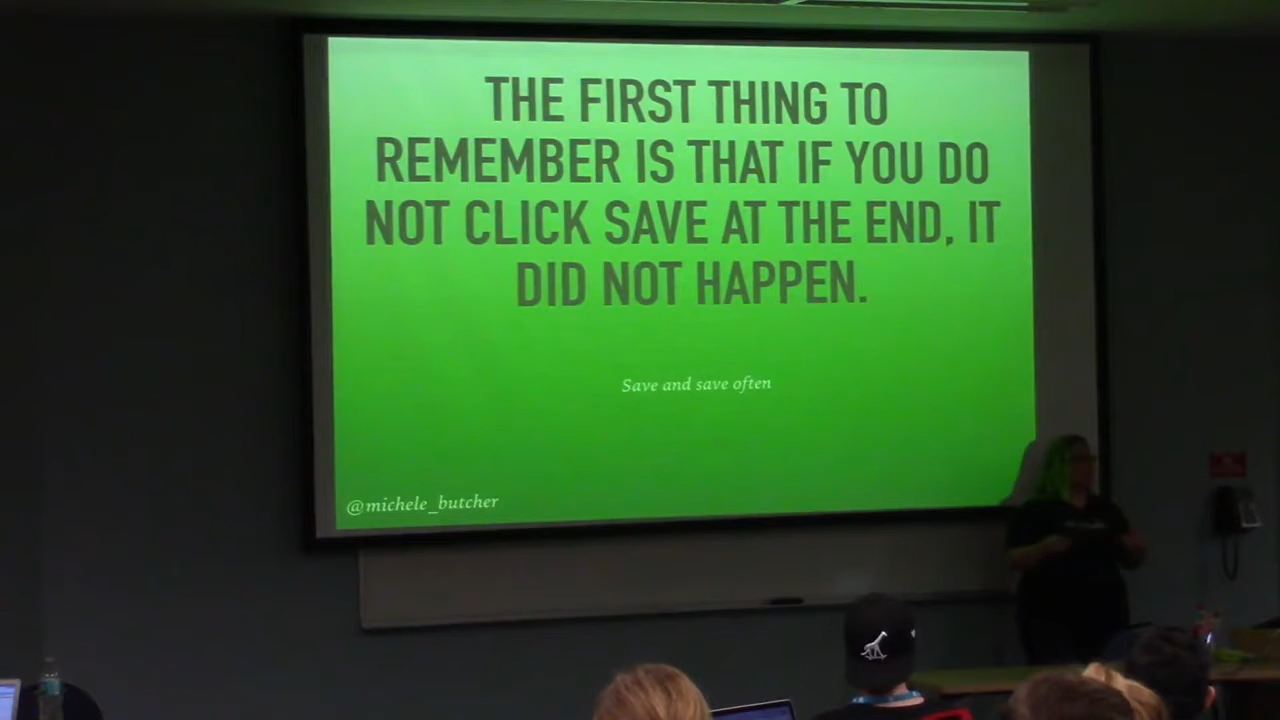 THE FIRST THING TO
REMEMBER IS THAT IF YOU DO
NOT CLICK SAVE AT THE END, IT
DID NOT HAPPEN.
Save and save often
@michele_butcher